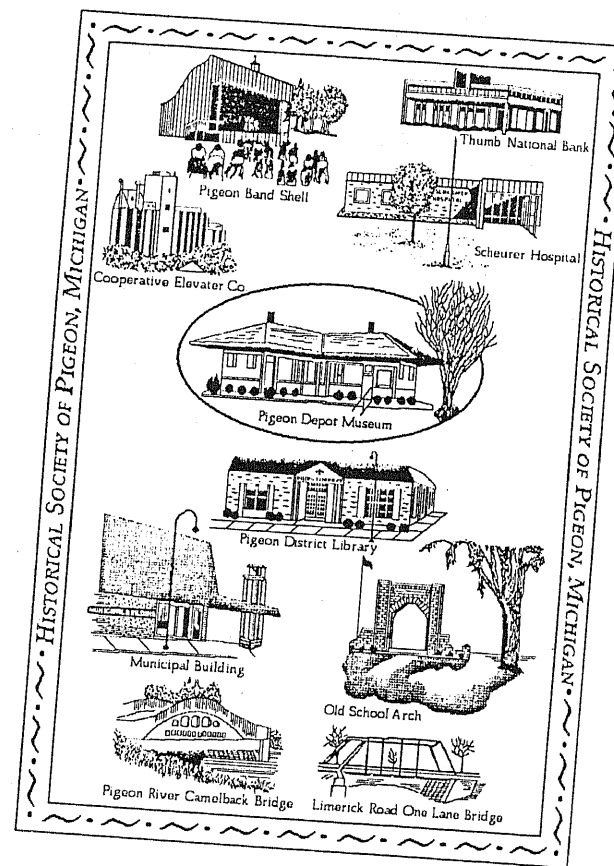 HISTORICAL SOCIETY OF PIGEON, MICHIGAN
Pigeon Band Shell
Thumb National Bank
SCHEURER
HOSPITAL
Scheurer Hospital
Cooperative Elevater Co
Pigeon Depot Museum
Pigeon District Library
Municipal Building
Old School Arch
Pigeon River Camelback Bridge
Limerick Road One Lane Bridge
HISTORICAL SOCIETY OF PIGEON, MICHIGAN